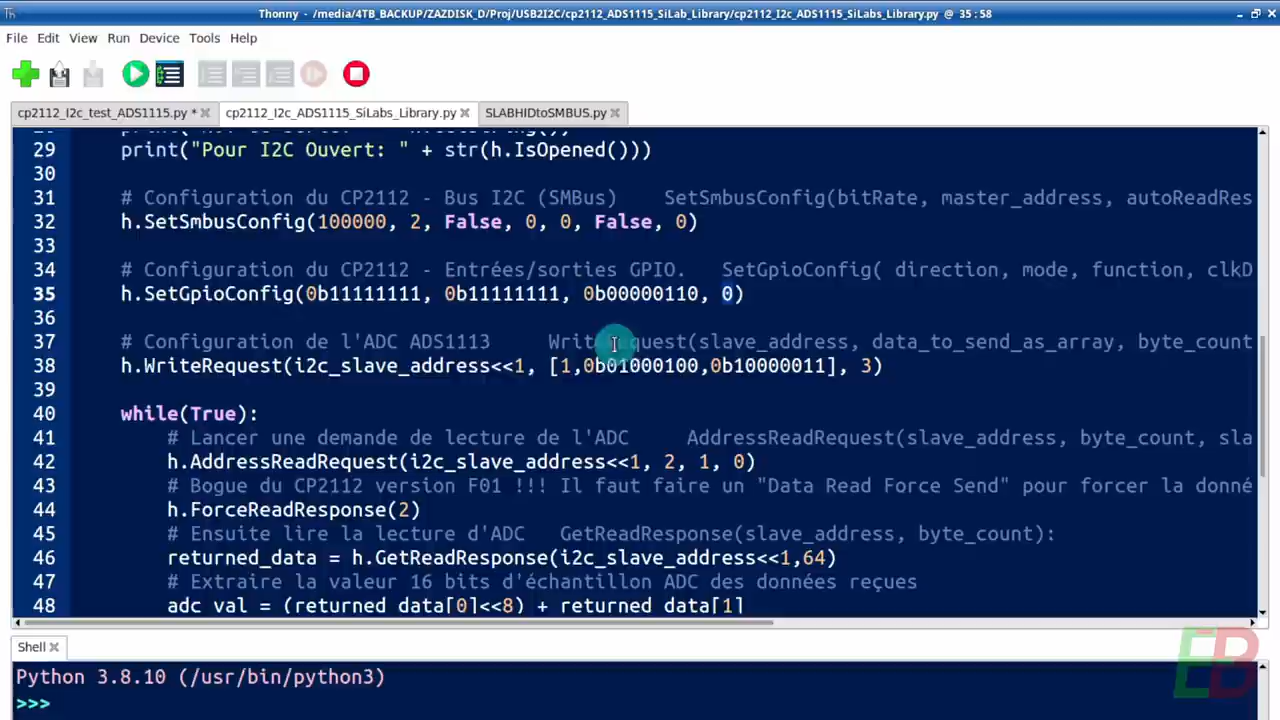 Thonny - /media/4TB_BACKUP/ZAZDISK_D/Proj/USB2I2C/cp2112_ADS1115_SiLab_Library/cp2112_I2c_ADS1115_SiLabs_Library.py @ 35 : 58
File Edit View Run Device Tools Help
cp2112_I2c_test_ADS1115.py * cp2112_I2c_ADS1115_SiLabs_Library.py SLABHIDtoSMBUS.py
29 print("Pour I2C Ouvert: " + str(h.IsOpened()))
30
31 # Configuration du CP2112 - Bus I2C (SMBus) SetSmbusConfig(bitRate, master_address, autoReadRes
32 h.SetSmbusConfig(100000, 2, False, 0, 0, False, 0)
33
34 # Configuration du CP2112 - Entrées/sorties GPIO. SetGpioConfig( direction, mode, function, clkD
35 h.SetGpioConfig(0b11111111, 0b11111111, 0b00000110, 0)
36
37 # Configuration de l'ADC ADS1113 WriteRequest(slave_address, data_to_send_as_array, byte_count
38 h.WriteRequest(i2c_slave_address<<1, [1,0b01000100,0b10000011], 3)
39
40 while(True):
41 # Lancer une demande de lecture de l'ADC AddressReadRequest(slave_address, byte_count, sla
42 h.AddressReadRequest(i2c_slave_address<<1, 2, 1, 0)
43 # Bogue du CP2112 version F01 !!! Il faut faire un "Data Read Force Send" pour forcer la donné
44 h.ForceReadResponse(2)
45 # Ensuite lire la lecture d'ADC GetReadResponse(slave_address, byte_count):
46 returned_data = h.GetReadResponse(i2c_slave_address<<1,64)
47 # Extraire la valeur 16 bits d'échantillon ADC des données reçues
48 adc_val = (returned_data[0]<<8) + returned_data[1]
Shell
Python 3.8.10 (/usr/bin/python3)
>>>
EB